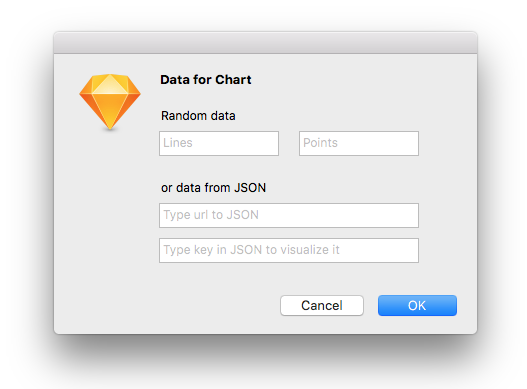 Data for Chart
Random data
Lines Points
or data from JSON
Type url to JSON
Type key in JSON to visualize it
Cancel OK